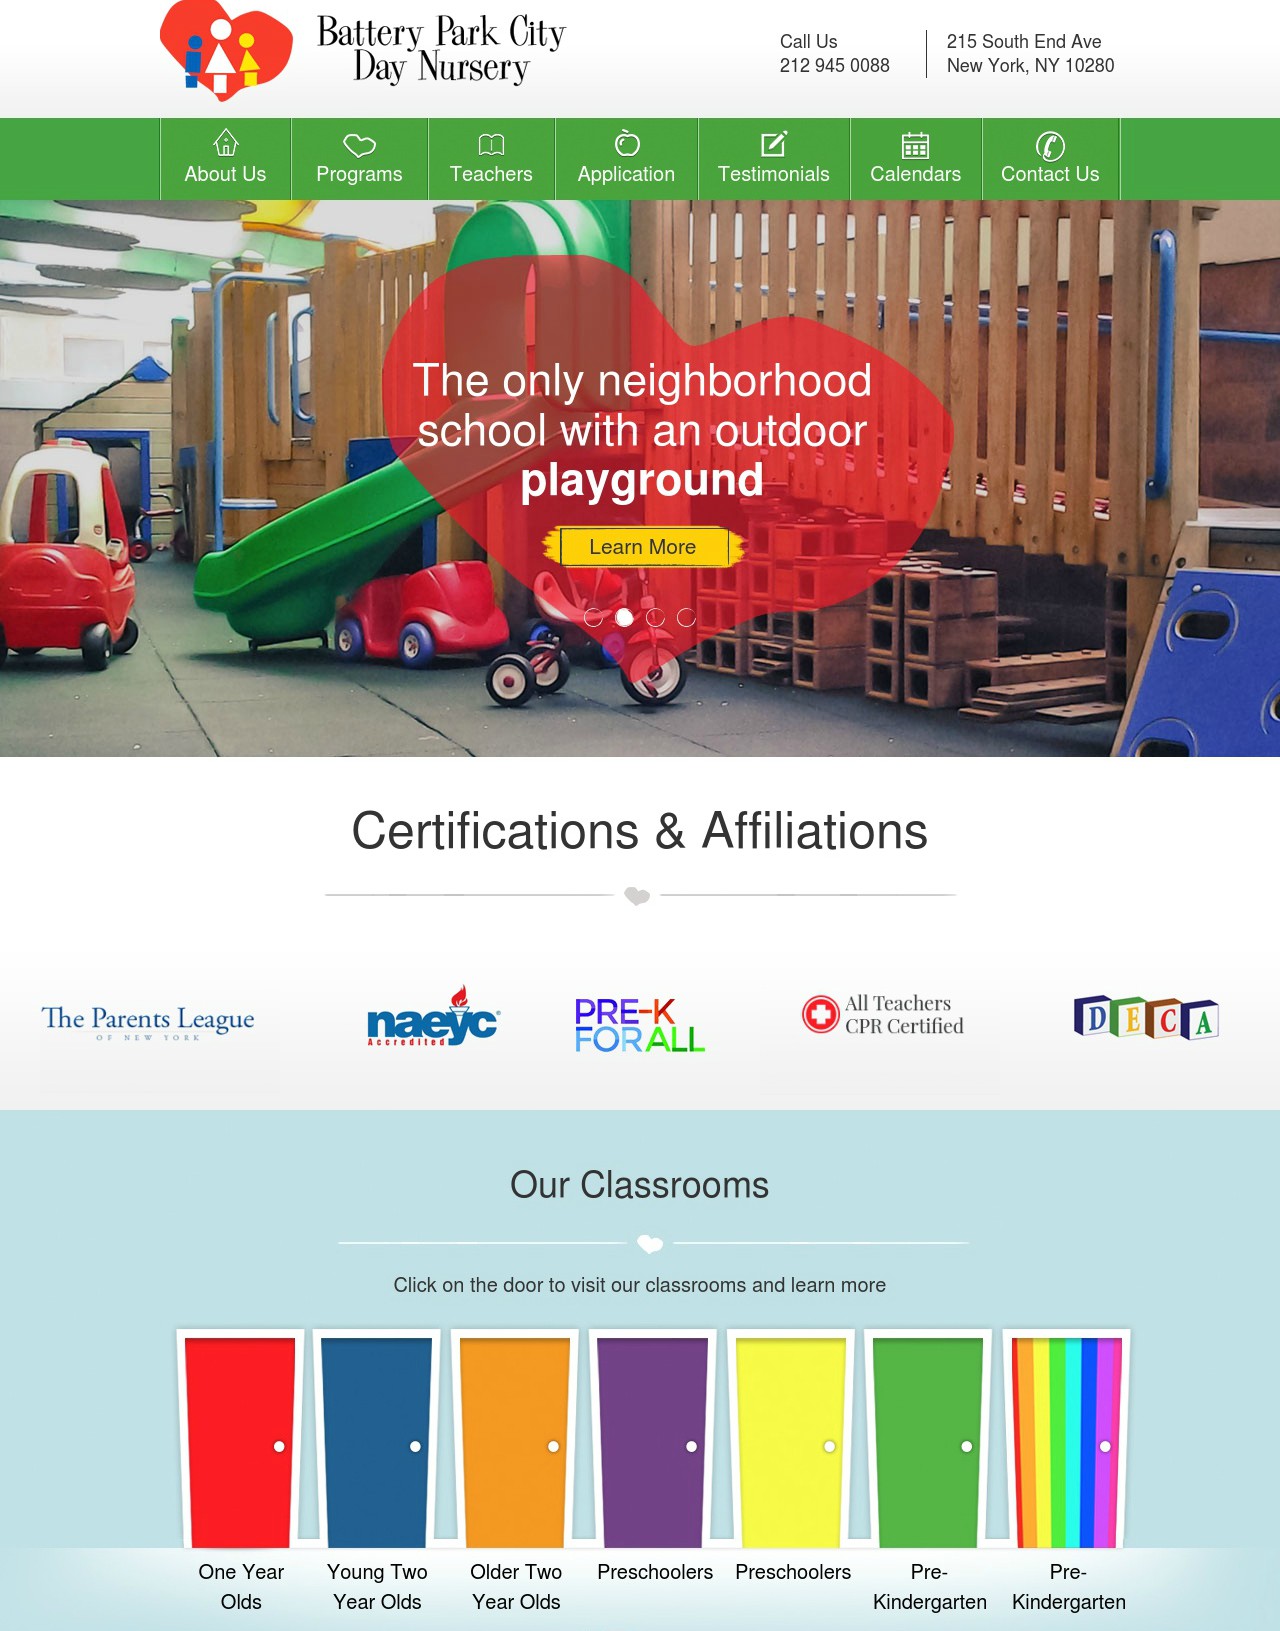 Battery Park City
Day Nursery
Call Us
212 945 0088
215 South End Ave
New York, NY 10280
About Us
Programs
Teachers
Application
Testimonials
Calendars
Contact Us
The only neighborhood
school with an outdoor
playground
Learn More
Certifications & Affiliations
The Parents League
OF NEW YORK
naeyc®
Accredited
PRE-K
FOR ALL
All Teachers
CPR Certified
DECA
Our Classrooms
Click on the door to visit our classrooms and learn more
One Year
Olds
Young Two
Year Olds
Older Two
Year Olds
Preschoolers
Preschoolers
Pre-
Kindergarten
Pre-
Kindergarten